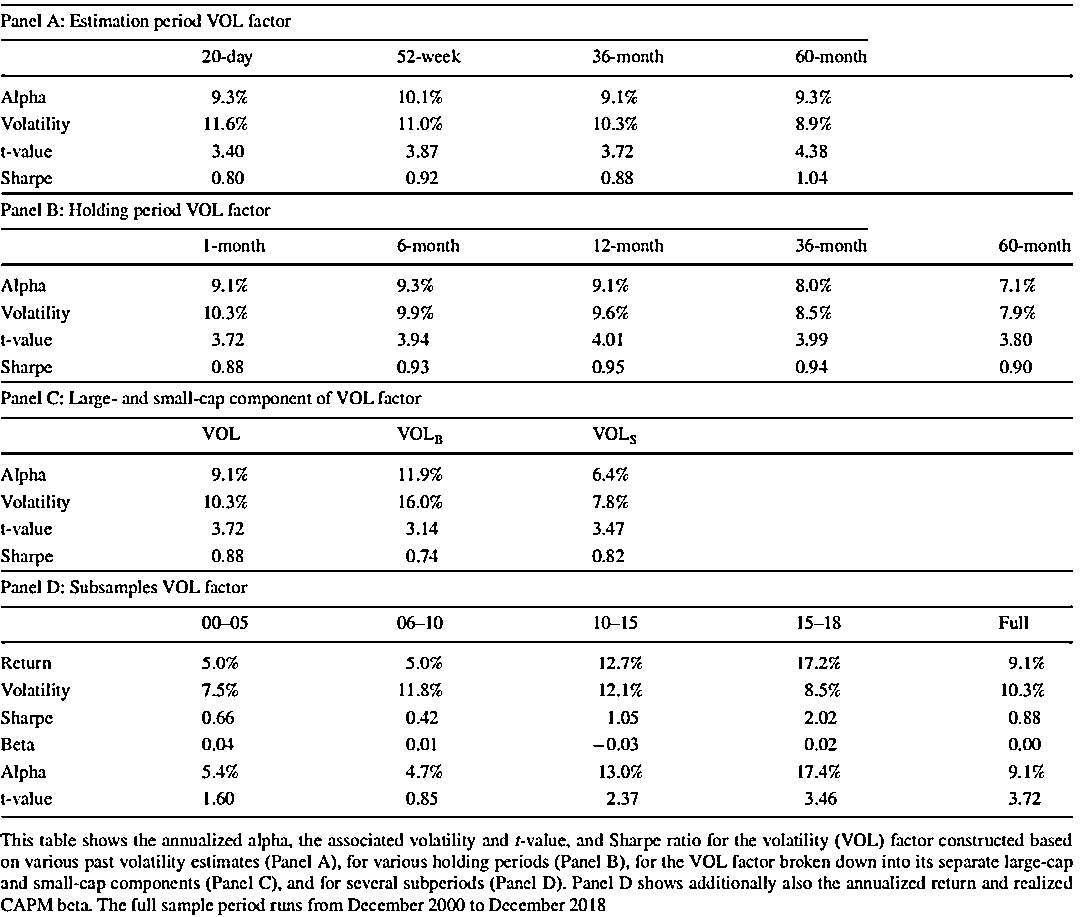 Panel A: Estimation period VOL factor
20-day 52-week 36-month 60-month
Alpha 9.3% 10.1% 9.1% 9.3%
Volatility 11.6% 11.0% 10.3% 8.9%
t-value 3.40 3.87 3.72 4.38
Sharpe 0.80 0.92 0.88 1.04
Panel B: Holding period VOL factor
1-month 6-month 12-month 36-month 60-month
Alpha 9.1% 9.3% 9.1% 8.0% 7.1%
Volatility 10.3% 9.9% 9.6% 8.5% 7.9%
t-value 3.72 3.94 4.01 3.99 3.80
Sharpe 0.88 0.93 0.95 0.94 0.90
Panel C: Large- and small-cap component of VOL factor
VOL VOL_B VOL_S
Alpha 9.1% 11.9% 6.4%
Volatility 10.3% 16.0% 7.8%
t-value 3.72 3.14 3.47
Sharpe 0.88 0.74 0.82
Panel D: Subsamples VOL factor
00–05 06–10 10–15 15–18 Full
Return 5.0% 5.0% 12.7% 17.2% 9.1%
Volatility 7.5% 11.8% 12.1% 8.5% 10.3%
Sharpe 0.66 0.42 1.05 2.02 0.88
Beta 0.04 0.01 −0.03 0.02 0.00
Alpha 5.4% 4.7% 13.0% 17.4% 9.1%
t-value 1.60 0.85 2.37 3.46 3.72
This table shows the annualized alpha, the associated volatility and t-value, and Sharpe ratio for the volatility (VOL) factor constructed based
on various past volatility estimates (Panel A), for various holding periods (Panel B), for the VOL factor broken down into its separate large-cap
and small-cap components (Panel C), and for several subperiods (Panel D). Panel D shows additionally also the annualized return and realized
CAPM beta. The full sample period runs from December 2000 to December 2018